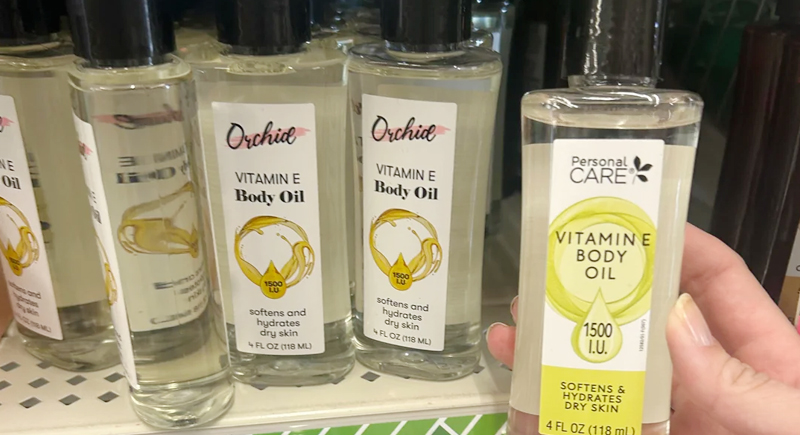 Orchid
VITAMIN E
Body Oil
1500
I.U
softens and
hydrates
dry skin
4 FL OZ (118 ML)
Orchid
VITAMIN E
Body Oil
1500
I.U
softens and
hydrates
dry skin
4 FL OZ (118 ML)
Personal
CARE®
VITAMIN E
BODY
OIL
1500
I.U.
SOFTENS &
HYDRATES
DRY SKIN
4 FL OZ (118 mL)